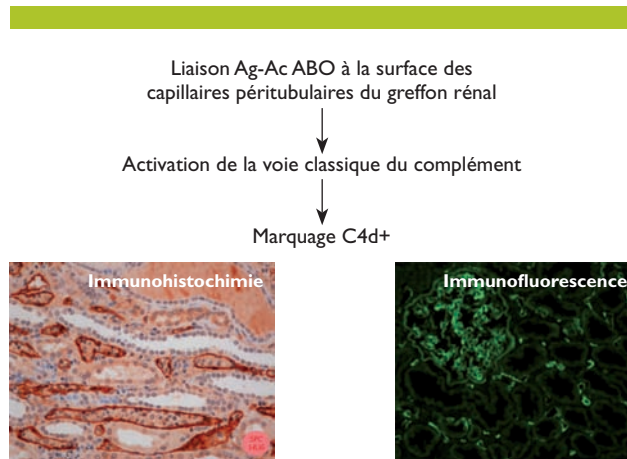 Liaison Ag-Ac ABO à la surface des
capillaires péritubulaires du greffon rénal
Activation de la voie classique du complément
Marquage C4d+
Immunohistochimie
Immunofluorescence